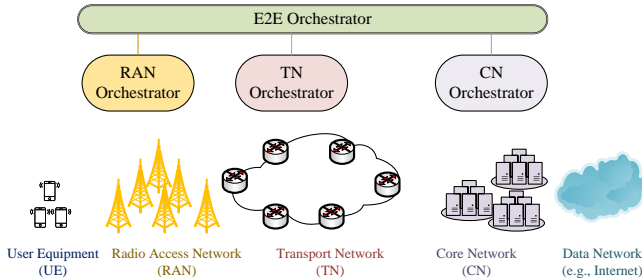 E2E Orchestrator
RAN
Orchestrator
TN
Orchestrator
CN
Orchestrator
User Equipment
(UE)
Radio Access Network
(RAN)
Transport Network
(TN)
Core Network
(CN)
Data Network
(e.g., Internet)